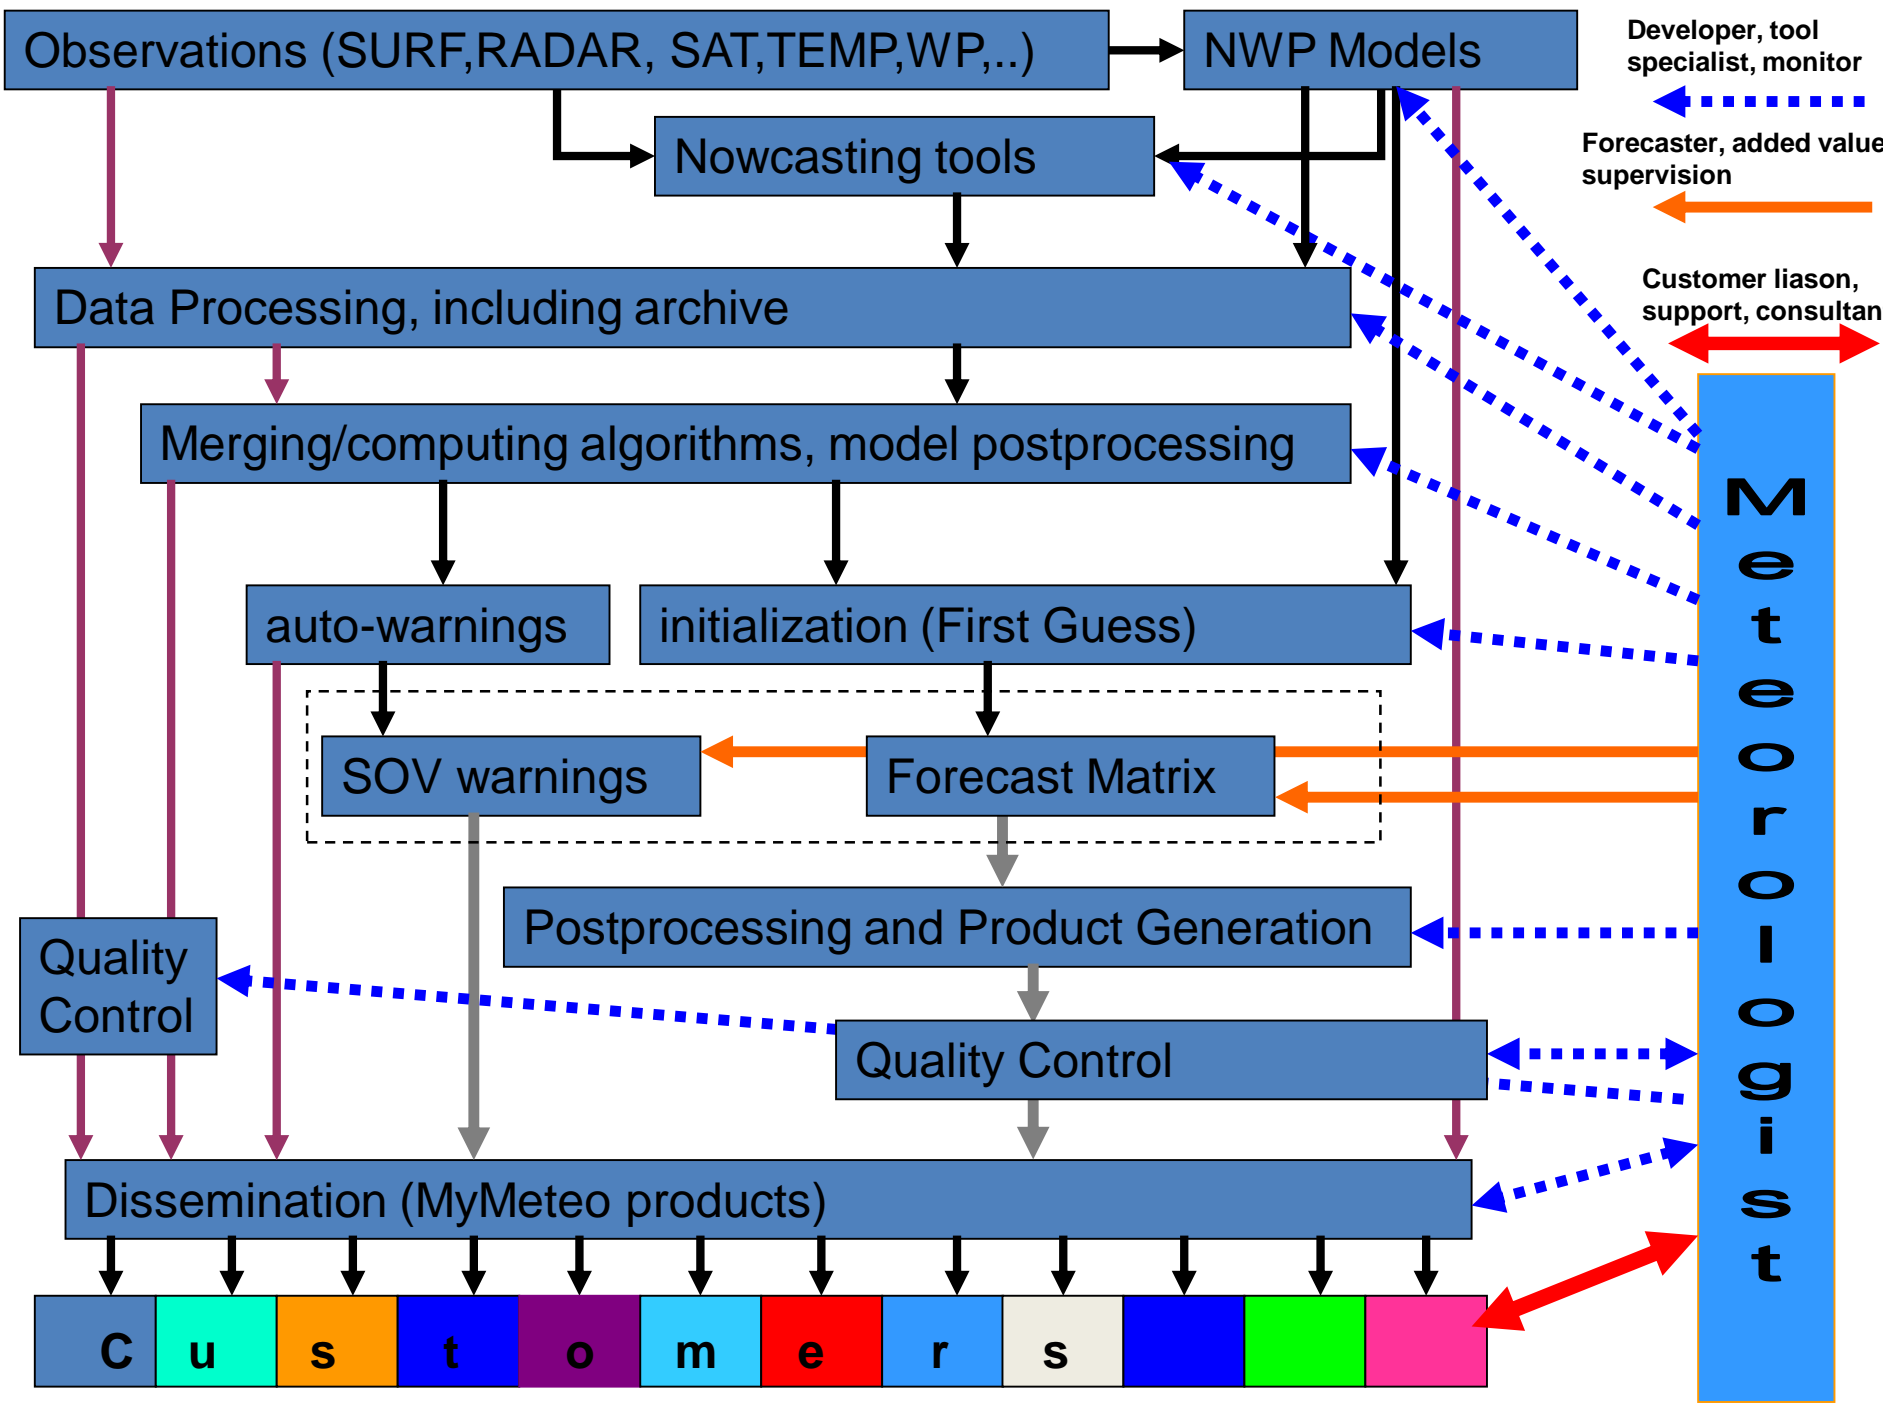 Observations (SURF,RADAR, SAT,TEMP,WP,..)
NWP Models
Developer, tool
specialist, monitor
Nowcasting tools
Forecaster, added value
supervision
Data Processing, including archive
Customer liason,
support, consultan
Merging/computing algorithms, model postprocessing
auto-warnings
initialization (First Guess)
SOV warnings
Forecast Matrix
Postprocessing and Product Generation
Quality
Control
Quality Control
Dissemination (MyMeteo products)
Customers
Meteorologist